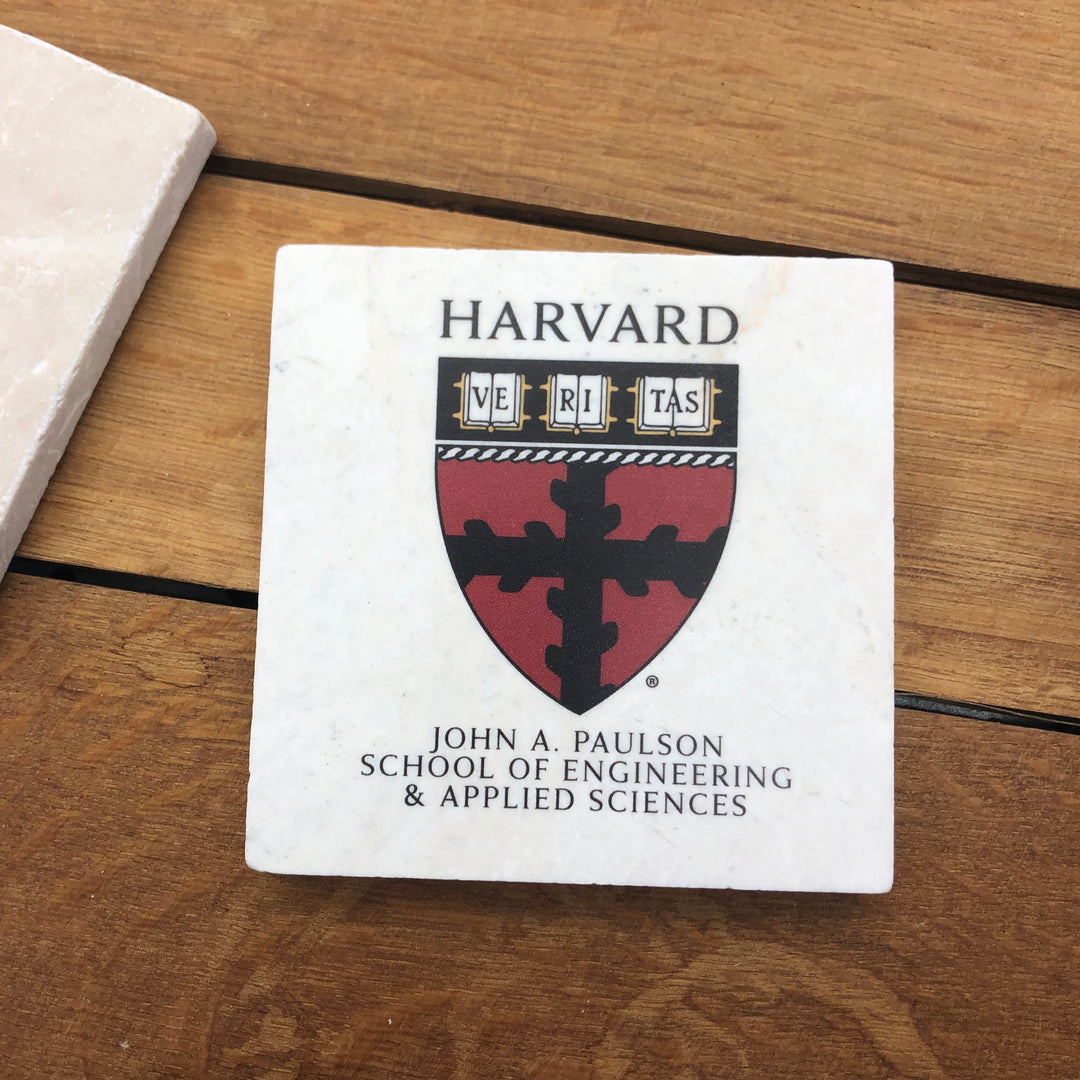 HARVARD
VE RI TAS
®
JOHN A. PAULSON
SCHOOL OF ENGINEERING
& APPLIED SCIENCES